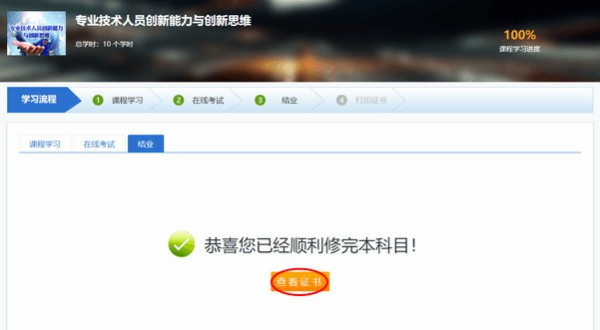 专业技术人员创新能力
与创新思维
专业技术人员创新能力与创新思维
总学时：10 个学时
100%
课程学习进度
学习流程
1 课程学习
2 在线考试
3 结业
4 打印证书
课程学习
在线考试
结业
恭喜您已经顺利修完本科目！
查看证书